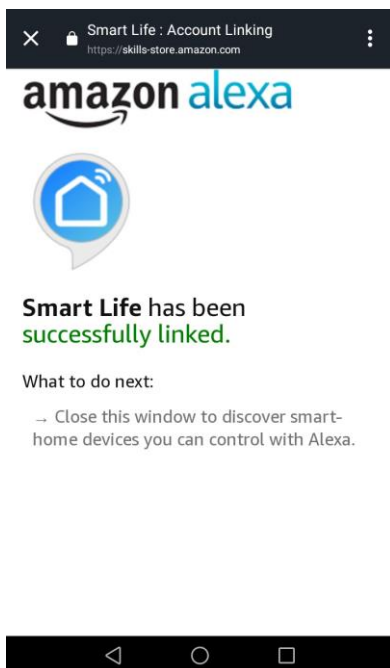 Smart Life : Account Linking
https://skills-store.amazon.com
amazon alexa
Smart Life has been
successfully linked.
What to do next:
→ Close this window to discover smart-
home devices you can control with Alexa.